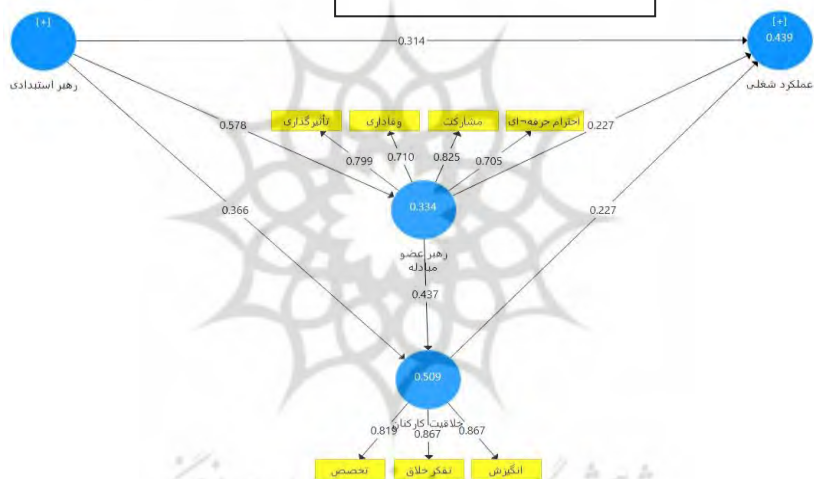 [+]
[+]
0.439
0.314
رهبر استبدادی
عملکرد شغلی
0.578
تأثیرگذاری
وفاداری
مشارکت
احترام حرفه¬ای
0.227
0.799
0.710
0.825
0.705
0.366
0.334
0.227
رهبر عضو
مبادله
0.437
0.509
خلاقیت کارکنان
0.819
0.867
0.867
تخصص
تفکر خلاق
انگیزش